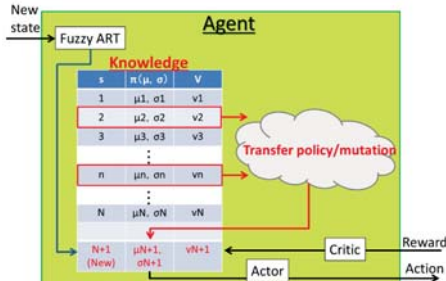 New
state
Agent
Fuzzy ART
Knowledge
s π(μ, σ) V
1 μ1, σ1 v1
2 μ2, σ2 v2
3 μ3, σ3 v3
⋮ ⋮
Transfer policy/mutation
n μn, σn vn
⋮ ⋮
N μN, σN vN
N+1 μN+1, vN+1
(New) σN+1
Critic
Reward
Actor
Action